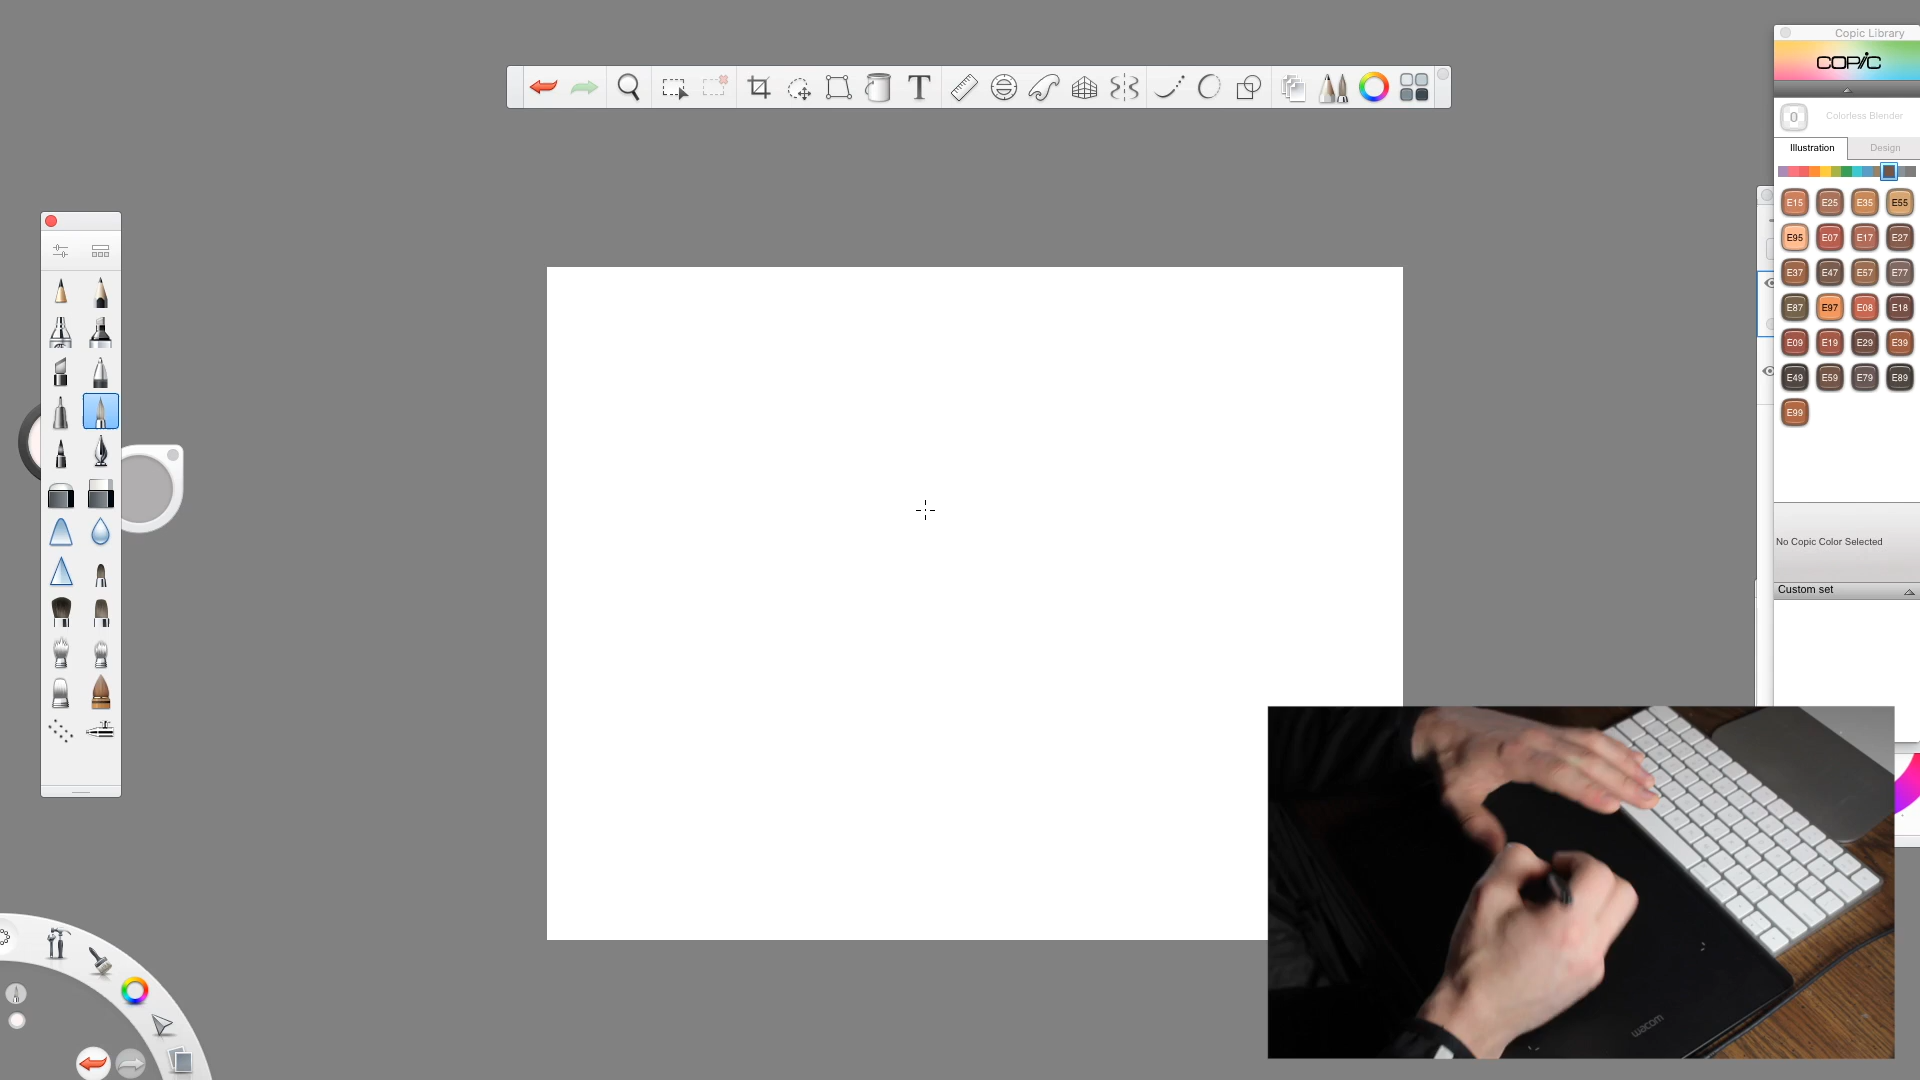 Copic Library
COPIC
0 Colorless Blender
Illustration Design
E15 E25 E35 E55
E95 E07 E17 E27
E37 E47 E57 E77
E87 E97 E08 E18
E09 E19 E29 E39
E49 E59 E79 E89
E99
No Copic Color Selected
Custom set
wacom